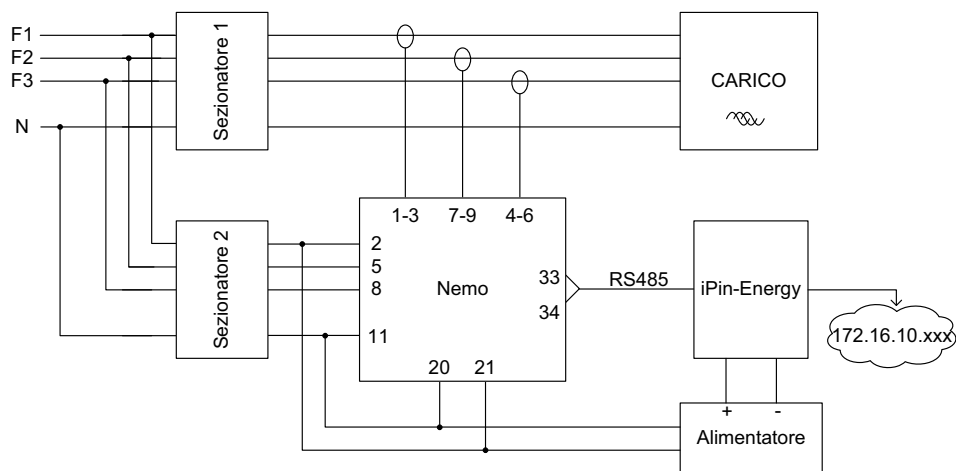 F1
F2
F3
N
Sezionatore 1
CARICO
Sezionatore 2
1-3 7-9 4-6
2
5
8
11
Nemo
33
34
20 21
RS485
iPin-Energy
172.16.10.xxx
+ -
Alimentatore